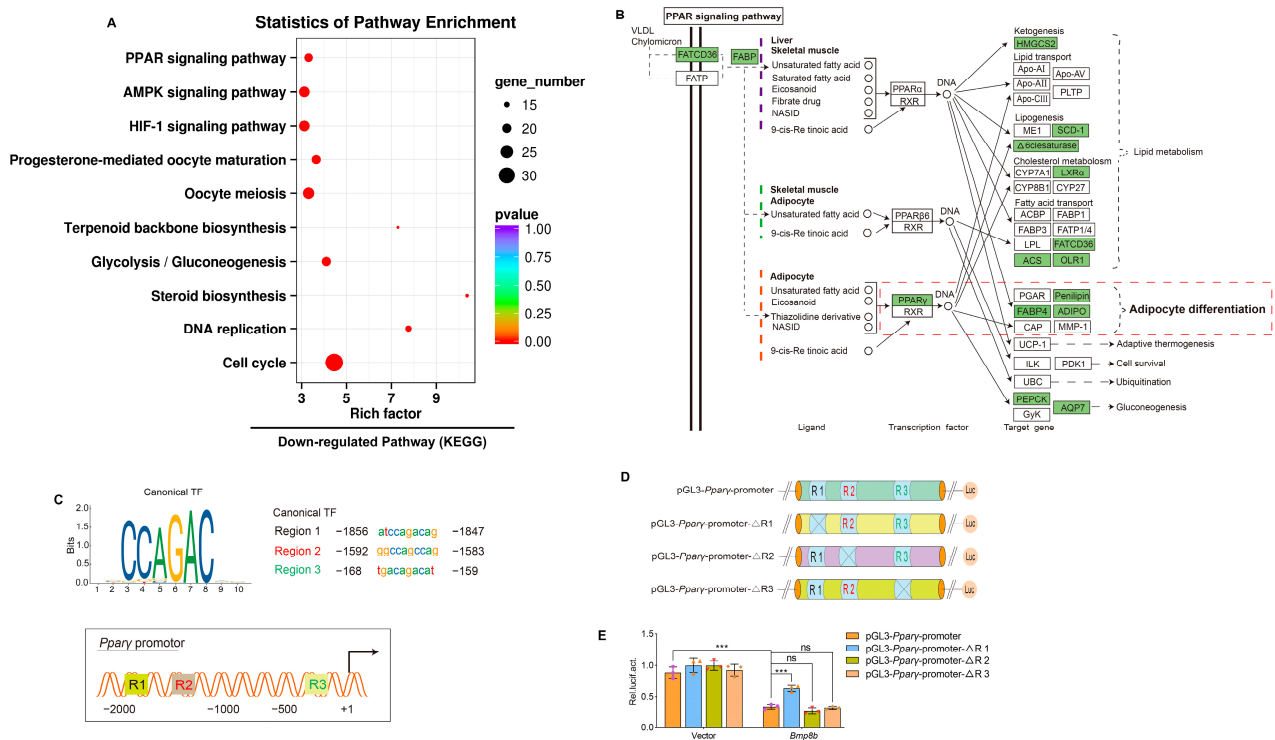 A
Statistics of Pathway Enrichment
PPAR signaling pathway
AMPK signaling pathway
HIF-1 signaling pathway
Progesterone-mediated oocyte maturation
Oocyte meiosis
Terpenoid backbone biosynthesis
Glycolysis / Gluconeogenesis
Steroid biosynthesis
DNA replication
Cell cycle
3 5 7 9
Rich factor
Down-regulated Pathway (KEGG)
gene_number
15
20
25
30
pvalue
1.00
0.75
0.50
0.25
0.00
B
PPAR signaling pathway
VLDL
Chylomicron
FATCD36
FABP
FATP
Liver
Skeletal muscle
Unsaturated fatty acid
Saturated fatty acid
Eicosanoid
Fibrate drug
NASID
9-cis-Re tinoic acid
PPARα
RXR
DNA
Skeletal muscle
Adipocyte
Unsaturated fatty acid
9-cis-Re tinoic acid
PPARβ6
RXR
DNA
Adipocyte
Unsaturated fatty acid
Eicosanoid
Thiazolidine derivative
NASID
9-cis-Re tinoic acid
PPARγ
RXR
DNA
Ketogenesis
HMGCS2
Lipid transport
Apo-AI
Apo-AV
Apo-AII
PLTP
Apo-CIII
Lipogenesis
ME1 SCD-1
△6clesaturase
Cholesterol metabolosm
CYP7A1 LXRα
CYP8B1 CYP27
Fatty acid transport
ACBP FABP1
FABP3 FATP1/4
LPL FATCD36
ACS OLR1
Lipid metabolism
PGAR Penilipin
FABP4 ADIPO
CAP MMP-1
Adipocyte differentiation
UCP-1 Adaptive thermogenesis
ILK PDK1 Cell survival
UBC Ubiquitination
PEPCK
AQP7 Gluconeogenesis
GyK
Ligand Transcription factor Target gene
C
Canonical TF
Bits
2.0
1.5
1.0
0.5
0.0
CCAGAC
1 2 3 4 5 6 7 8 9 10
Canonical TF
Region 1 −1856 atccagacag −1847
Region 2 −1592 ggccagccag −1583
Region 3 −168 tgacagacat −159
Pparγ promotor
R1 R2 R3
−2000 −1000 −500 +1
D
pGL3-Pparγ-promoter R1 R2 R3 Luc
pGL3-Pparγ-promoter-△R1 R2 R3 Luc
pGL3-Pparγ-promoter-△R2 R1 R3 Luc
pGL3-Pparγ-promoter-△R3 R1 R2 Luc
E
Rel.lucif.act.
1.5
1.0
0.5
0.0
*** ns
ns
***
Vector Bmp8b
pGL3-Pparγ-promoter
pGL3-Pparγ-promoter-△R 1
pGL3-Pparγ-promoter-△R 2
pGL3-Pparγ-promoter-△R 3